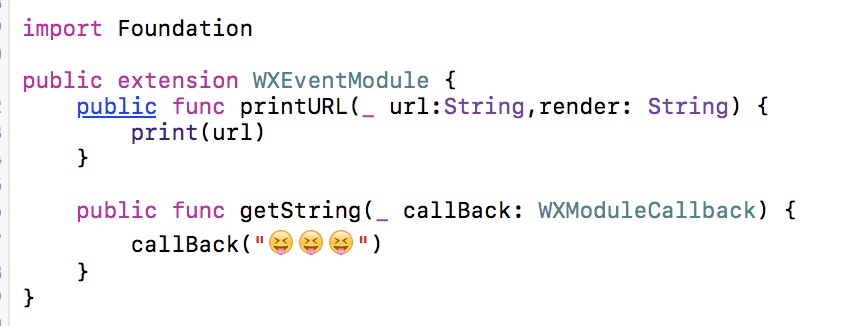 import Foundation
public extension WXEventModule {
public func printURL(_ url:String,render: String) {
print(url)
}
public func getString(_ callBack: WXModuleCallback) {
callBack("😝😝😝")
}
}